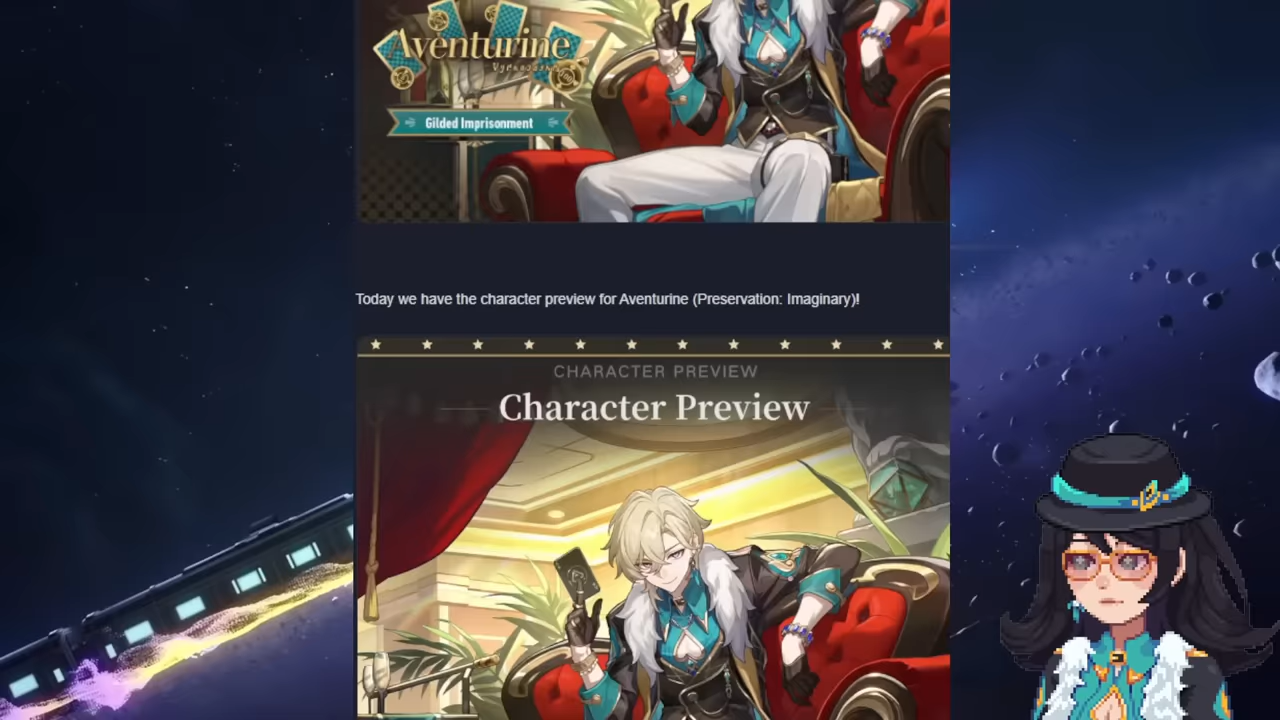 Aventurine
Gilded Imprisonment
Today we have the character preview for Aventurine (Preservation: Imaginary)!
CHARACTER PREVIEW
Character Preview